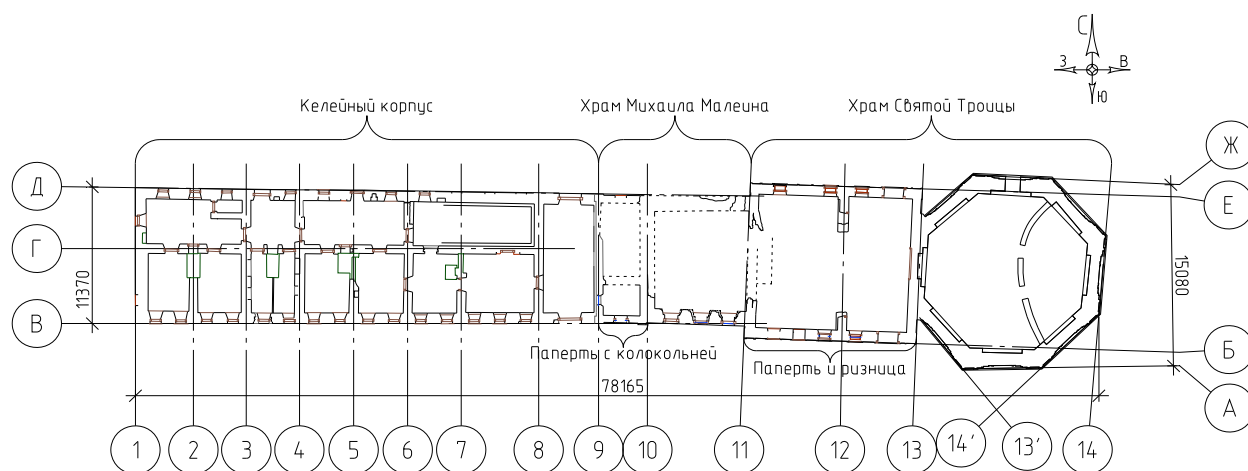 С
З В
Ю
Келейный корпус
Храм Михаила Малеина
Храм Святой Троицы
Ж
Д
Е
Г
11370
15080
В
Паперть с колокольней
Паперть и ризница
Б
78165
А
1 2 3 4 5 6 7 8 9 10 11 12 13 14' 13' 14